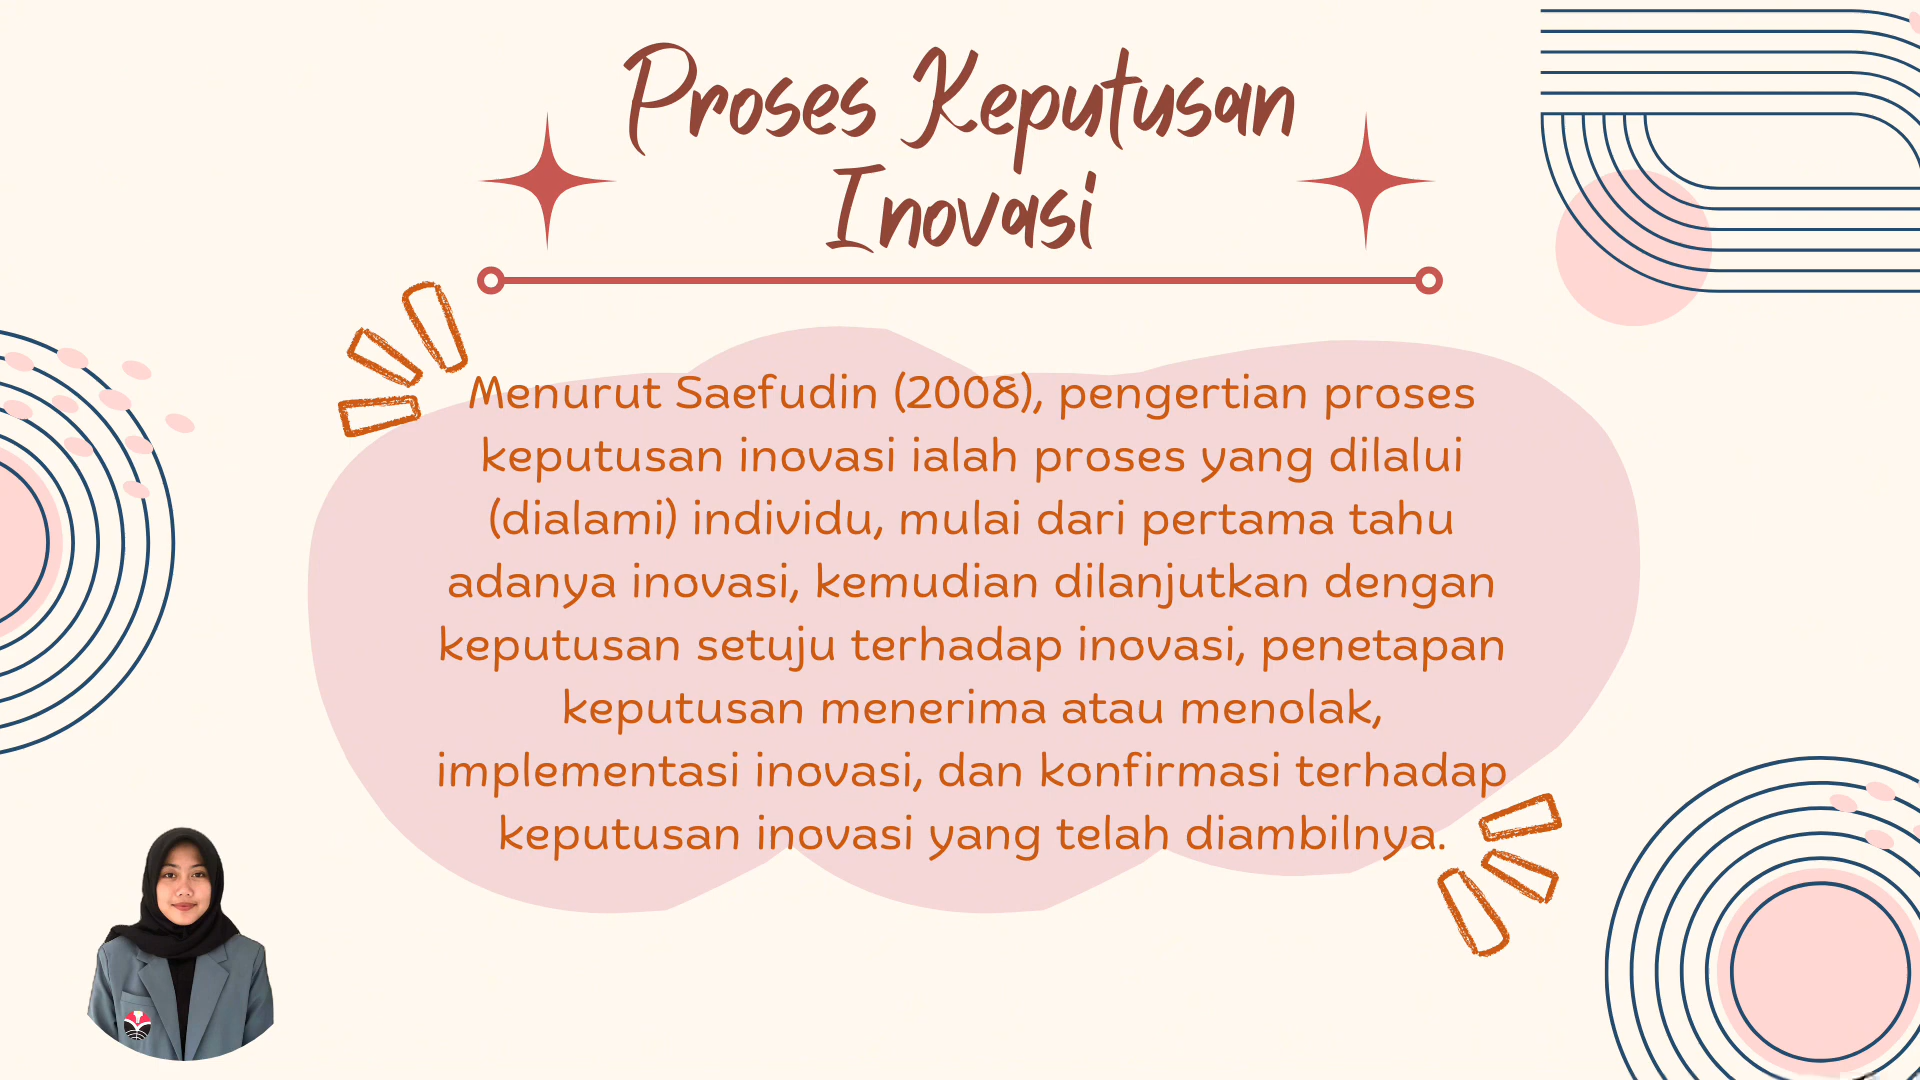 Proses Keputusan
Inovasi
Menurut Saefudin (2008), pengertian proses
keputusan inovasi ialah proses yang dilalui
(dialami) individu, mulai dari pertama tahu
adanya inovasi, kemudian dilanjutkan dengan
keputusan setuju terhadap inovasi, penetapan
keputusan menerima atau menolak,
implementasi inovasi, dan konfirmasi terhadap
keputusan inovasi yang telah diambilnya.